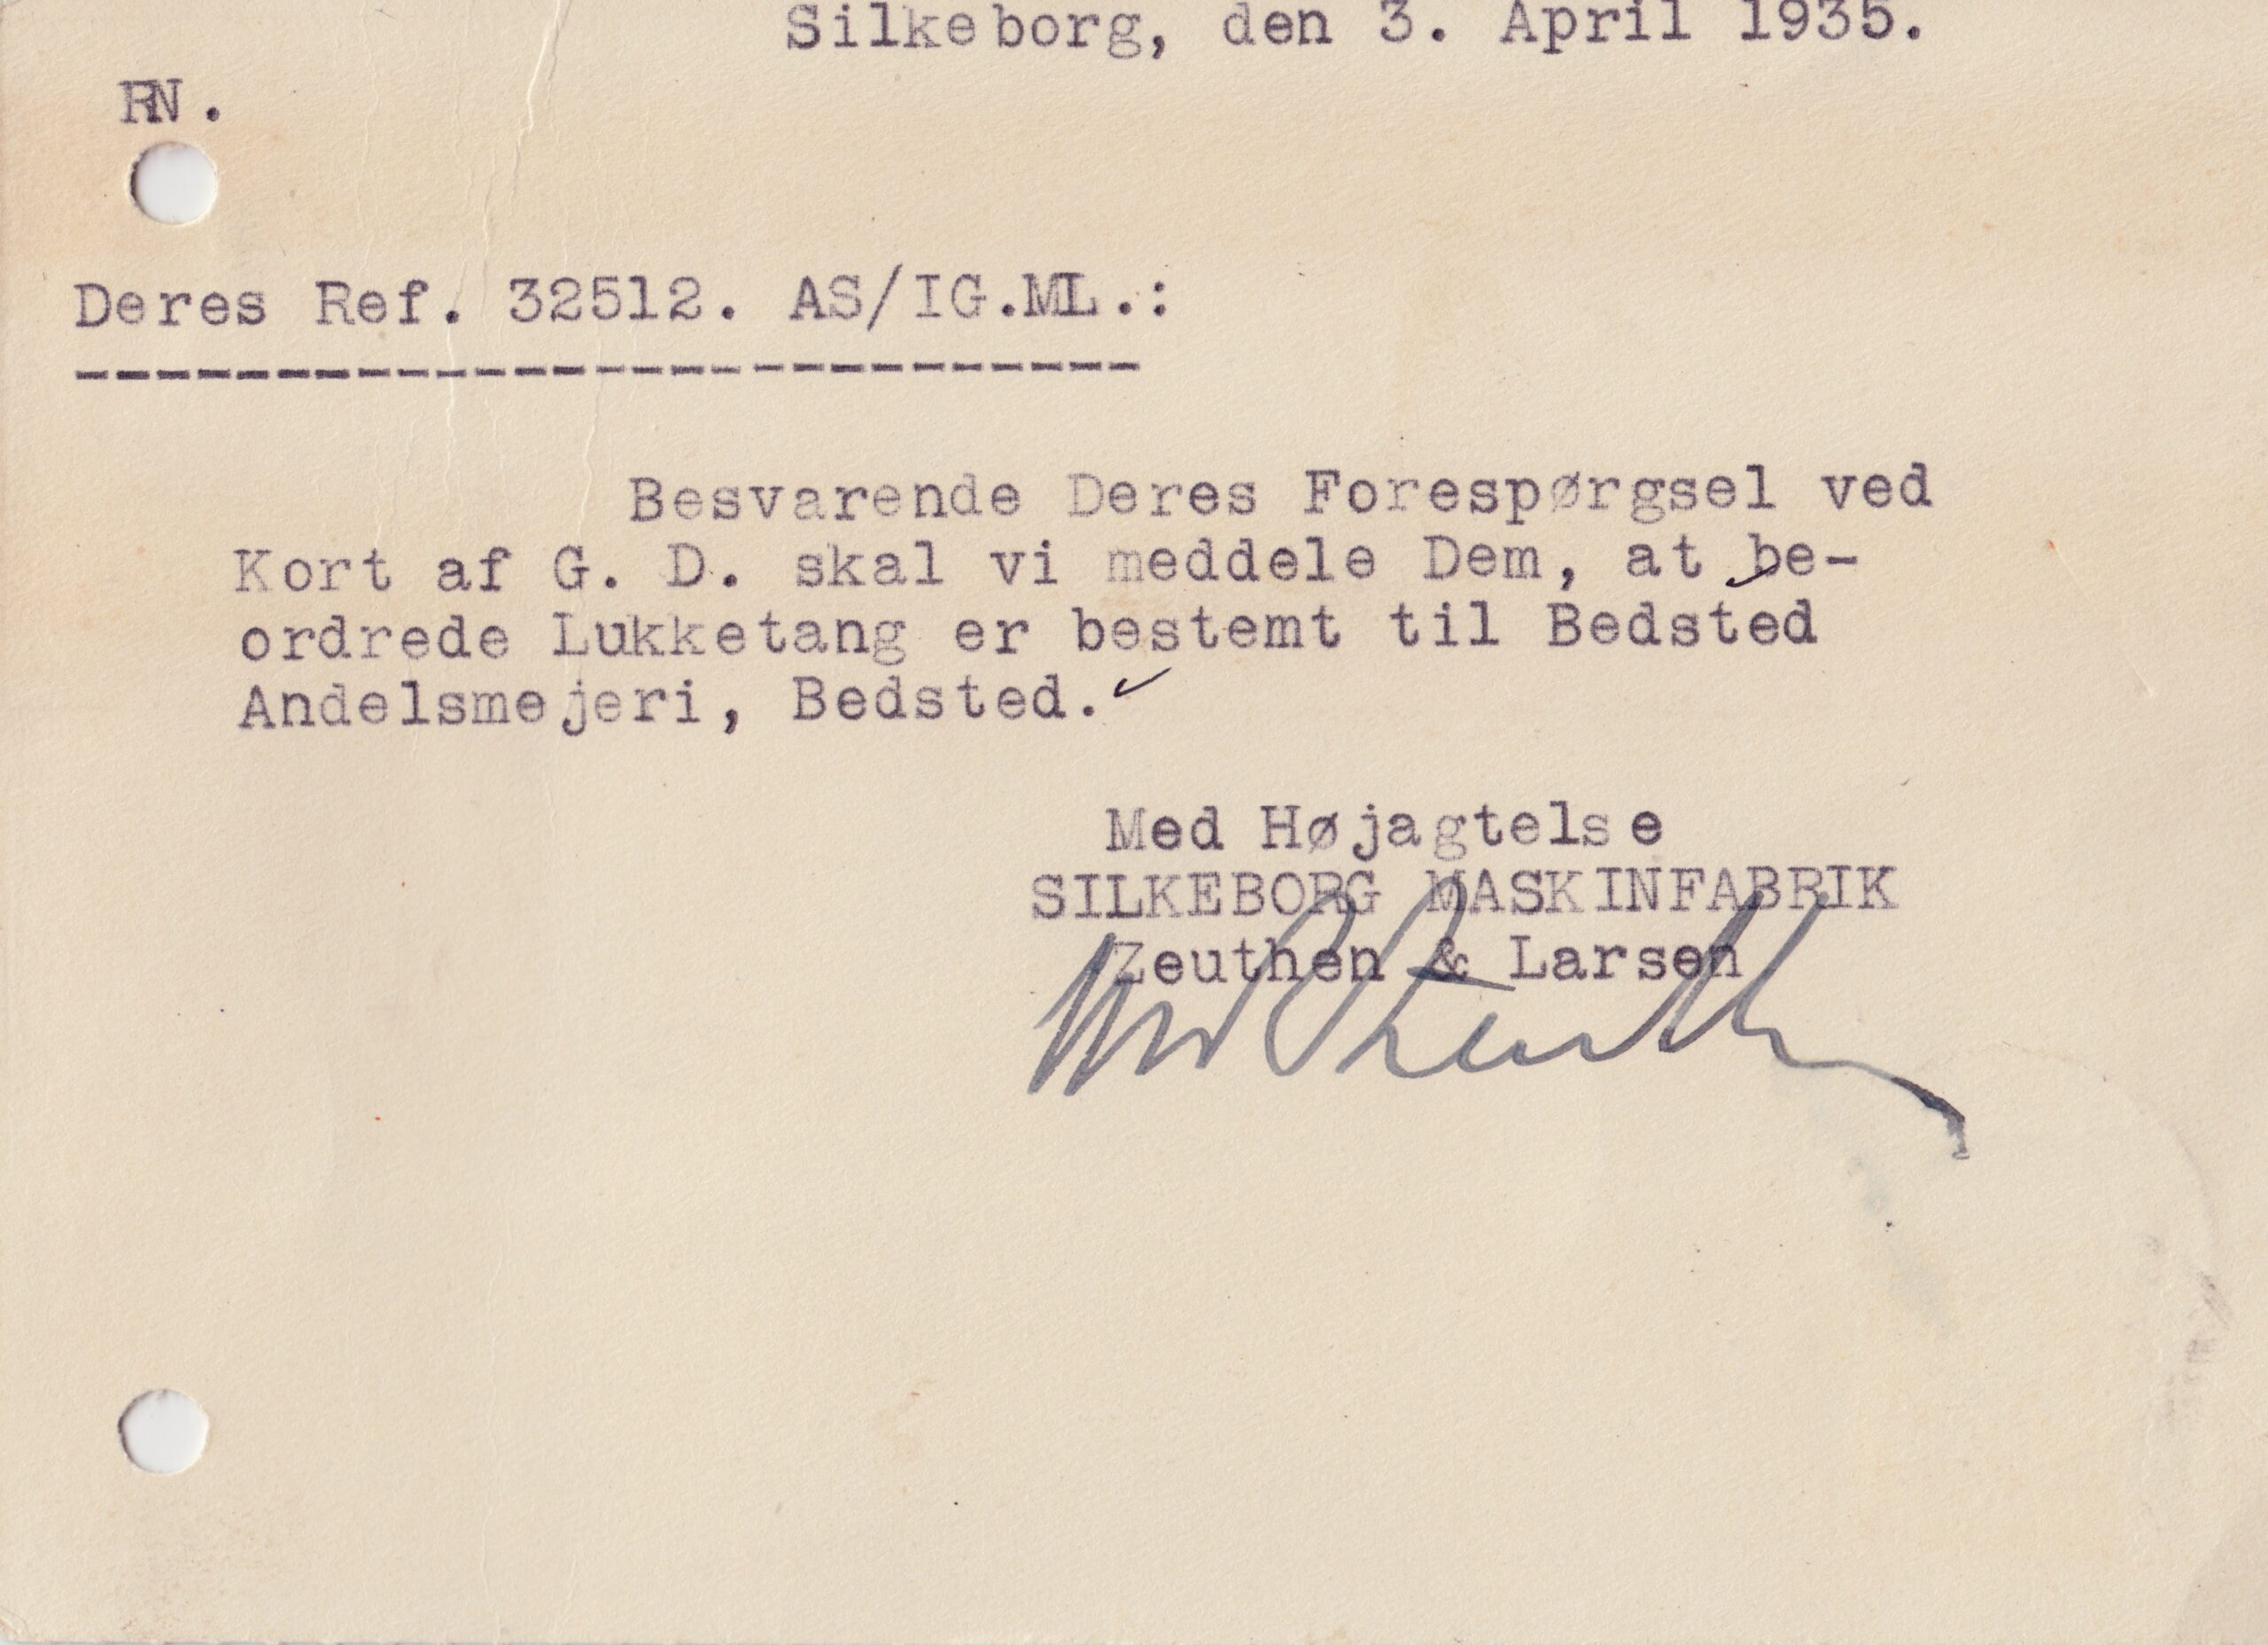 Silkeborg, den 3. April 1935.
RN.
Deres Ref. 32512. AS/IG.ML.:
----------------------------
Besvarende Deres Forespørgsel ved
Kort af G. D. skal vi meddele Dem, at be-
ordrede Lukketang er bestemt til Bedsted
Andelsmejeri, Bedsted.
Med Højagtelse
SILKEBORG MASKINFABRIK
Zeuthen & Larsen